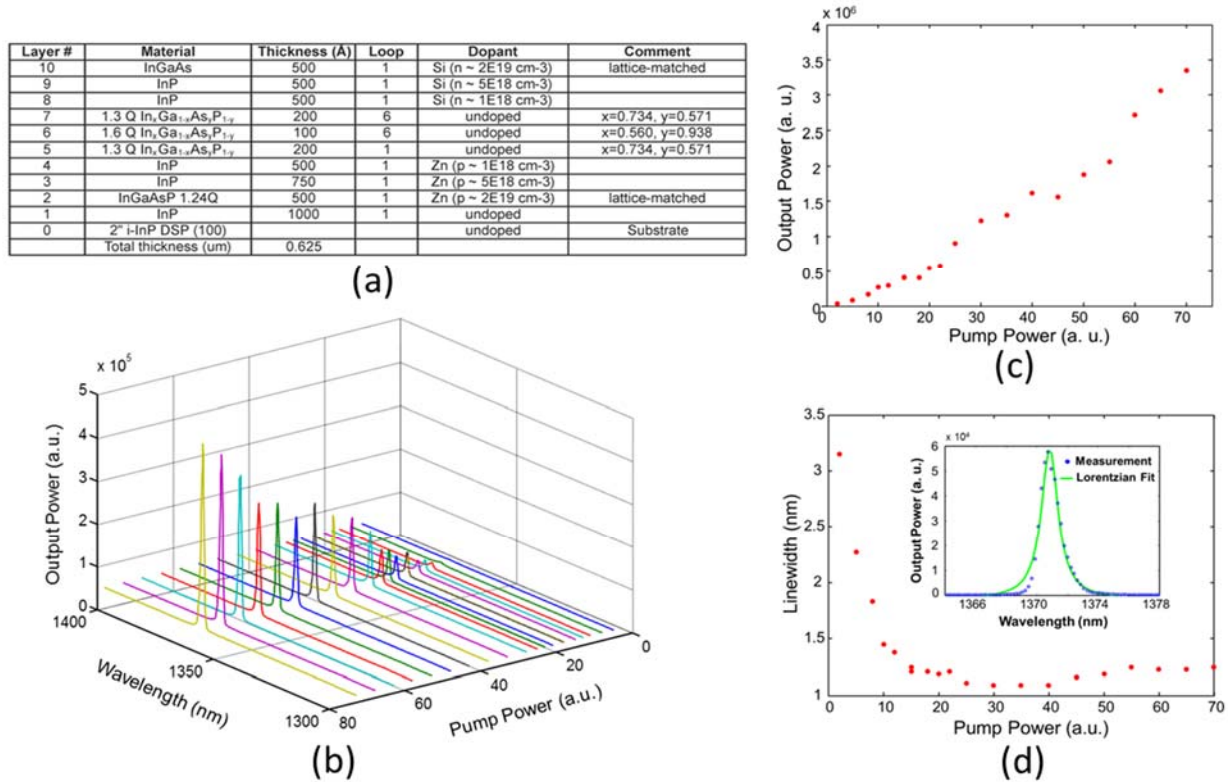 (a)
Layer # Material Thickness (Å) Loop Dopant Comment
10 InGaAs 500 1 Si (n ~ 2E19 cm-3) lattice-matched
9 InP 500 1 Si (n ~ 5E18 cm-3)
8 InP 500 1 Si (n ~ 1E18 cm-3)
7 1.3 Q InₓGa₁₋ₓAsᵧP₁₋ᵧ 200 6 undoped x=0.734, y=0.571
6 1.6 Q InₓGa₁₋ₓAsᵧP₁₋ᵧ 100 6 undoped x=0.560, y=0.938
5 1.3 Q InₓGa₁₋ₓAsᵧP₁₋ᵧ 200 1 undoped x=0.734, y=0.571
4 InP 500 1 Zn (p ~ 1E18 cm-3)
3 InP 750 1 Zn (p ~ 5E18 cm-3)
2 InGaAsP 1.24Q 500 1 Zn (p ~ 2E19 cm-3) lattice-matched
1 InP 1000 1 undoped
0 2" i-InP DSP (100) undoped Substrate
Total thickness (um) 0.625
x 10⁵
5
4
3
2
1
0
Output Power (a.u.)
1400
1350
1300
Wavelength (nm)
80
60
40
20
0
Pump Power (a.u.)
(b)
x 10⁶
4
3.5
3
2.5
2
1.5
1
0.5
0
Output Power (a. u.)
0 10 20 30 40 50 60 70
Pump Power (a. u.)
(c)
3.5
3
2.5
2
1.5
1
Linewidth (nm)
x 10⁴
6
5
4
3
2
1
0
Output Power (a. u.)
Measurement
Lorentzian Fit
1366 1370 1374 1378
Wavelength (nm)
0 10 20 30 40 50 60 70
Pump Power (a.u.)
(d)